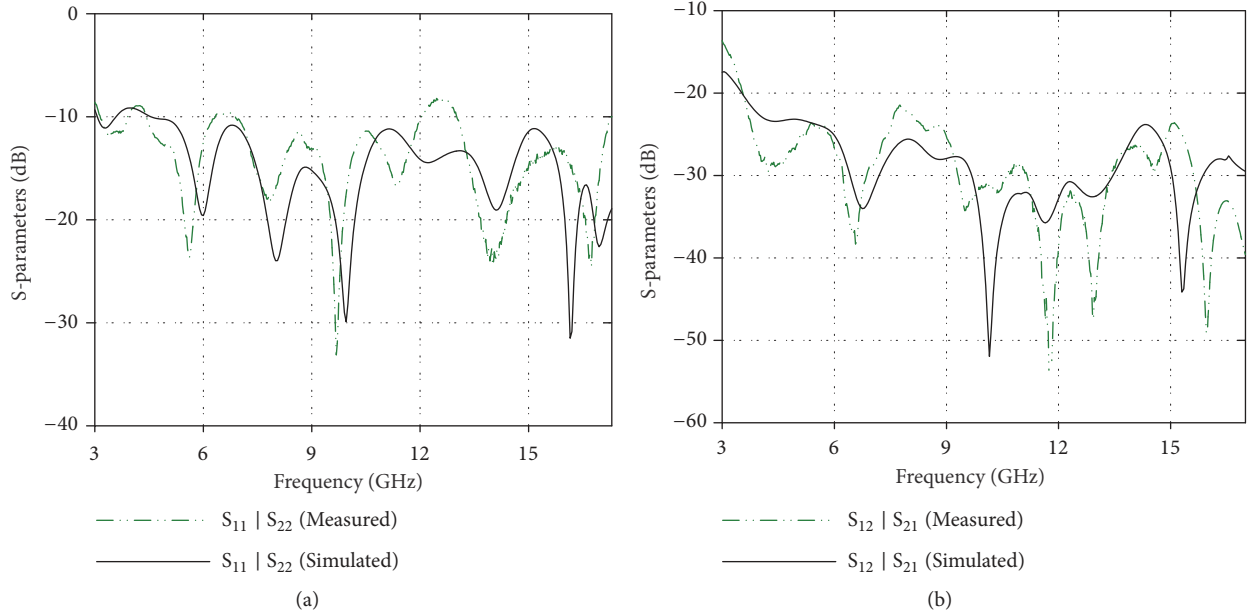 0
−10
−20
−30
−40
S-parameters (dB)
3 6 9 12 15
Frequency (GHz)
S11 | S22 (Measured)
S11 | S22 (Simulated)
(a)
−10
−20
−30
−40
−50
−60
S-parameters (dB)
3 6 9 12 15
Frequency (GHz)
S12 | S21 (Measured)
S12 | S21 (Simulated)
(b)